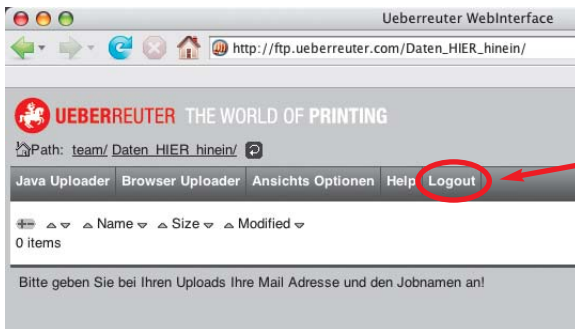 Ueberreuter WebInterface
http://ftp.ueberreuter.com/Daten_HIER_hinein/
UEBERREUTER THE WORLD OF PRINTING
Path: team/ Daten_HIER_hinein/
Java Uploader Browser Uploader Ansichts Optionen Help Logout
Name Size Modified
0 items
Bitte geben Sie bei Ihren Uploads Ihre Mail Adresse und den Jobnamen an!